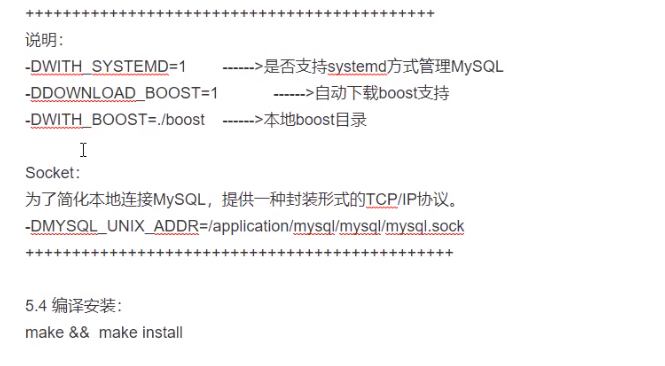 ++++++++++++++++++++++++++++++++++++++++++++
说明：
-DWITH_SYSTEMD=1 ------>是否支持systemd方式管理MySQL
-DDOWNLOAD_BOOST=1 ------>自动下载boost支持
-DWITH_BOOST=./boost ------>本地boost目录
Socket：
为了简化本地连接MySQL，提供一种封装形式的TCP/IP协议。
-DMYSQL_UNIX_ADDR=/application/mysql/mysql/mysql.sock
++++++++++++++++++++++++++++++++++++++++++++++
5.4 编译安装：
make && make install